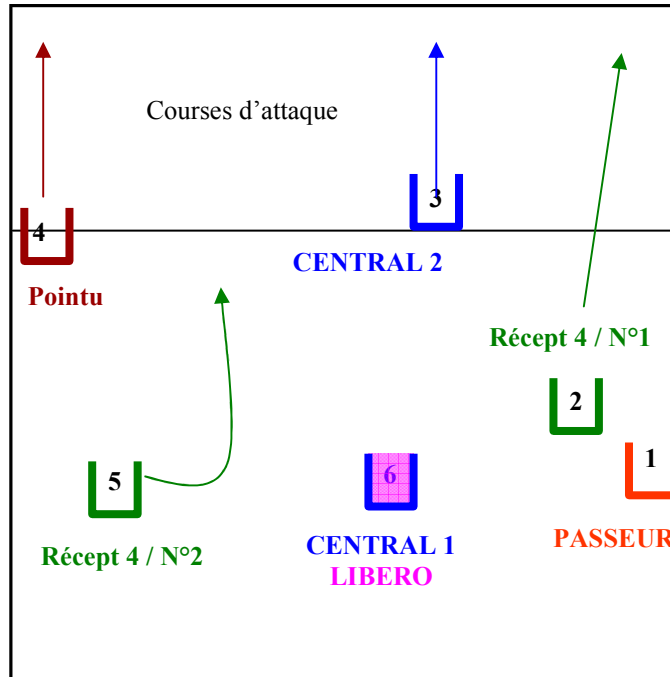 Courses d'attaque
3
4
CENTRAL 2
Pointu
Récept 4 / N°1
2
1
5
6
Récept 4 / N°2
CENTRAL 1
PASSEUR
LIBERO